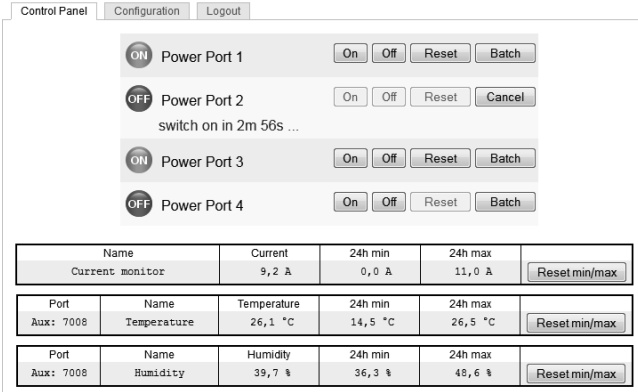 Control Panel Configuration Logout
ON Power Port 1 On Off Reset Batch
OFF Power Port 2 On Off Reset Cancel
switch on in 2m 56s ...
ON Power Port 3 On Off Reset Batch
OFF Power Port 4 On Off Reset Batch
Name Current 24h min 24h max
Current monitor 9,2 A 0,0 A 11,0 A Reset min/max
Port Name Temperature 24h min 24h max
Aux: 7008 Temperature 26,1 °C 14,5 °C 26,5 °C Reset min/max
Port Name Humidity 24h min 24h max
Aux: 7008 Humidity 39,7 % 36,3 % 48,6 % Reset min/max